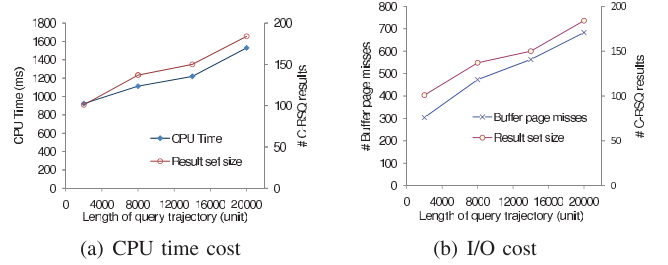 1800
1600
1400
1200
1000
800
600
400
200
0
CPU Time (ms)
200
150
100
50
0
# C-RSQ results
CPU Time
Result set size
0 4000 8000 12000 16000 20000
Length of query trajectory (unit)
(a) CPU time cost
800
700
600
500
400
300
200
100
0
# Buffer page misses
200
150
100
50
0
# C-RSQ results
Buffer page misses
Result set size
0 4000 8000 12000 16000 20000
Length of query trajectory (unit)
(b) I/O cost